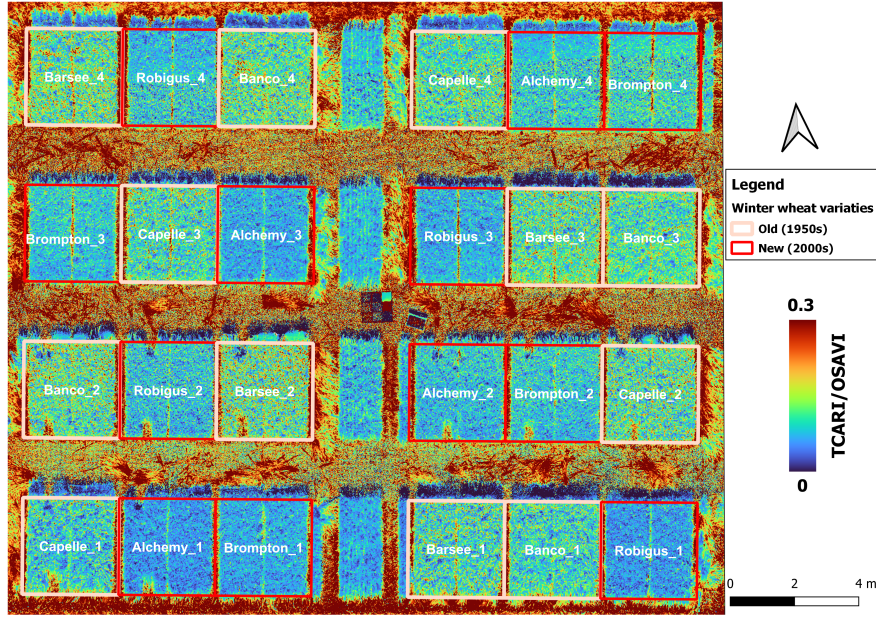 Barsee_4
Robigus_4
Banco_4
Capelle_4
Alchemy_4
Brompton_4
Brompton_3
Capelle_3
Alchemy_3
Robigus_3
Barsee_3
Banco_3
Banco_2
Robigus_2
Barsee_2
Alchemy_2
Brompton_2
Capelle_2
Capelle_1
Alchemy_1
Brompton_1
Barsee_1
Banco_1
Robigus_1
Legend
Winter wheat variaties
Old (1950s)
New (2000s)
0.3
TCARI/OSAVI
0
0 2 4 m